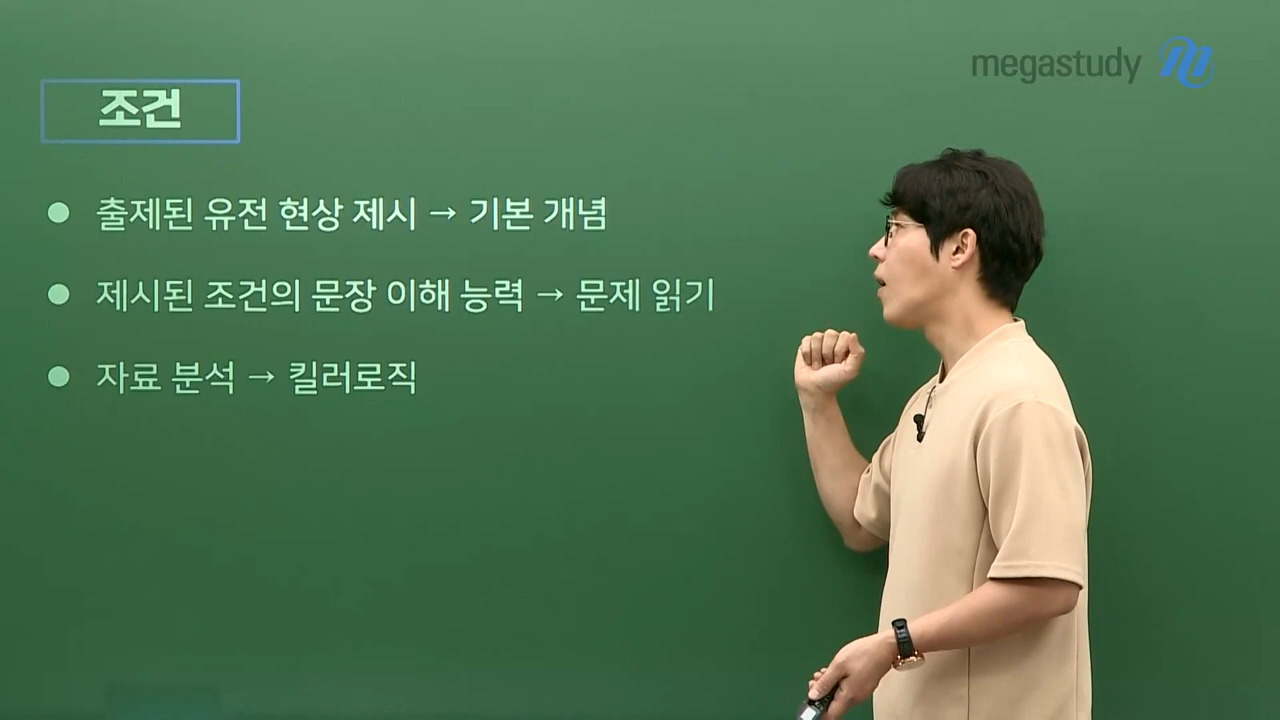 megastudy
조건
출제된 유전 현상 제시 → 기본 개념
제시된 조건의 문장 이해 능력 → 문제 읽기
자료 분석 → 킬러로직